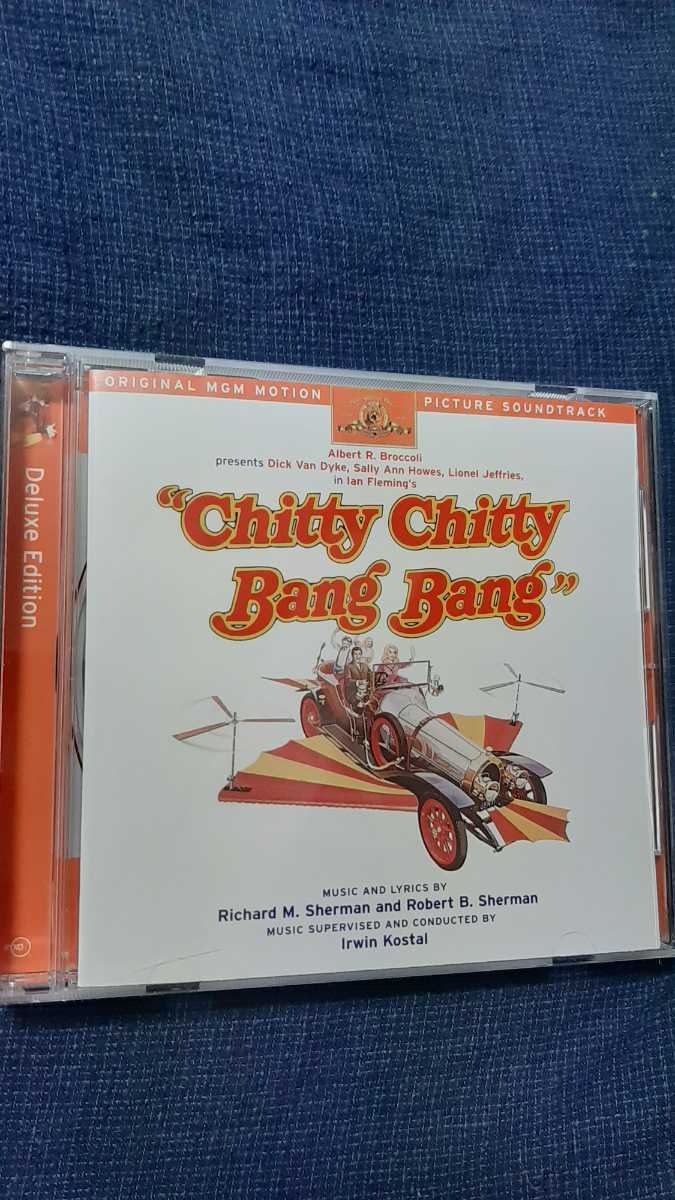 ORIGINAL MGM MOTION PICTURE SOUNDTRACK
Albert R. Broccoli
presents Dick Van Dyke, Sally Ann Howes, Lionel Jeffries,
in Ian Fleming's
"Chitty Chitty
Bang Bang"
MUSIC AND LYRICS BY
Richard M. Sherman and Robert B. Sherman
MUSIC SUPERVISED AND CONDUCTED BY
Irwin Kostal
Deluxe Edition